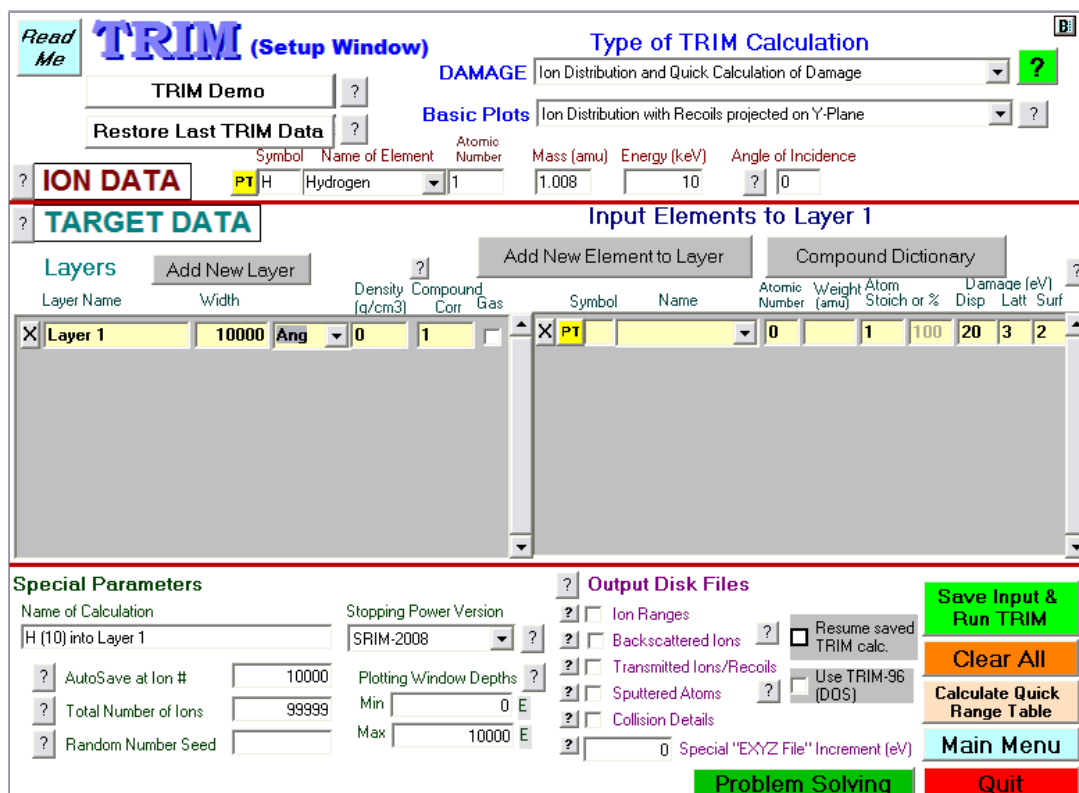 Read Me
TRIM (Setup Window)
B
Type of TRIM Calculation
DAMAGE Ion Distribution and Quick Calculation of Damage ?
TRIM Demo ?
Basic Plots Ion Distribution with Recoils projected on Y-Plane ?
Restore Last TRIM Data ?
Symbol Name of Element Atomic Number Mass (amu) Energy (keV) Angle of Incidence
? ION DATA PT H Hydrogen 1 1.008 10 ? 0
? TARGET DATA
Input Elements to Layer 1
Layers Add New Layer ?
Add New Element to Layer Compound Dictionary ?
Layer Name Width Density (g/cm3) Compound Corr Gas
Symbol Name Atomic Number Weight (amu) Atom Stoich or % Damage (eV) Disp Latt Surf
X Layer 1 10000 Ang 0 1
X PT 0 1 100 20 3 2
Special Parameters
Name of Calculation
H (10) into Layer 1
Stopping Power Version
SRIM-2008 ?
? AutoSave at Ion # 10000
? Total Number of Ions 99999
? Random Number Seed
Plotting Window Depths ?
Min 0 E
Max 10000 E
? Output Disk Files
? Ion Ranges
? Backscattered Ions
? Transmitted Ions/Recoils
? Sputtered Atoms
? Collision Details
? 0 Special "EXYZ File" Increment (eV)
? Resume saved TRIM calc.
? Use TRIM-96 (DOS)
Save Input & Run TRIM
Clear All
Calculate Quick Range Table
Main Menu
Problem Solving
Quit